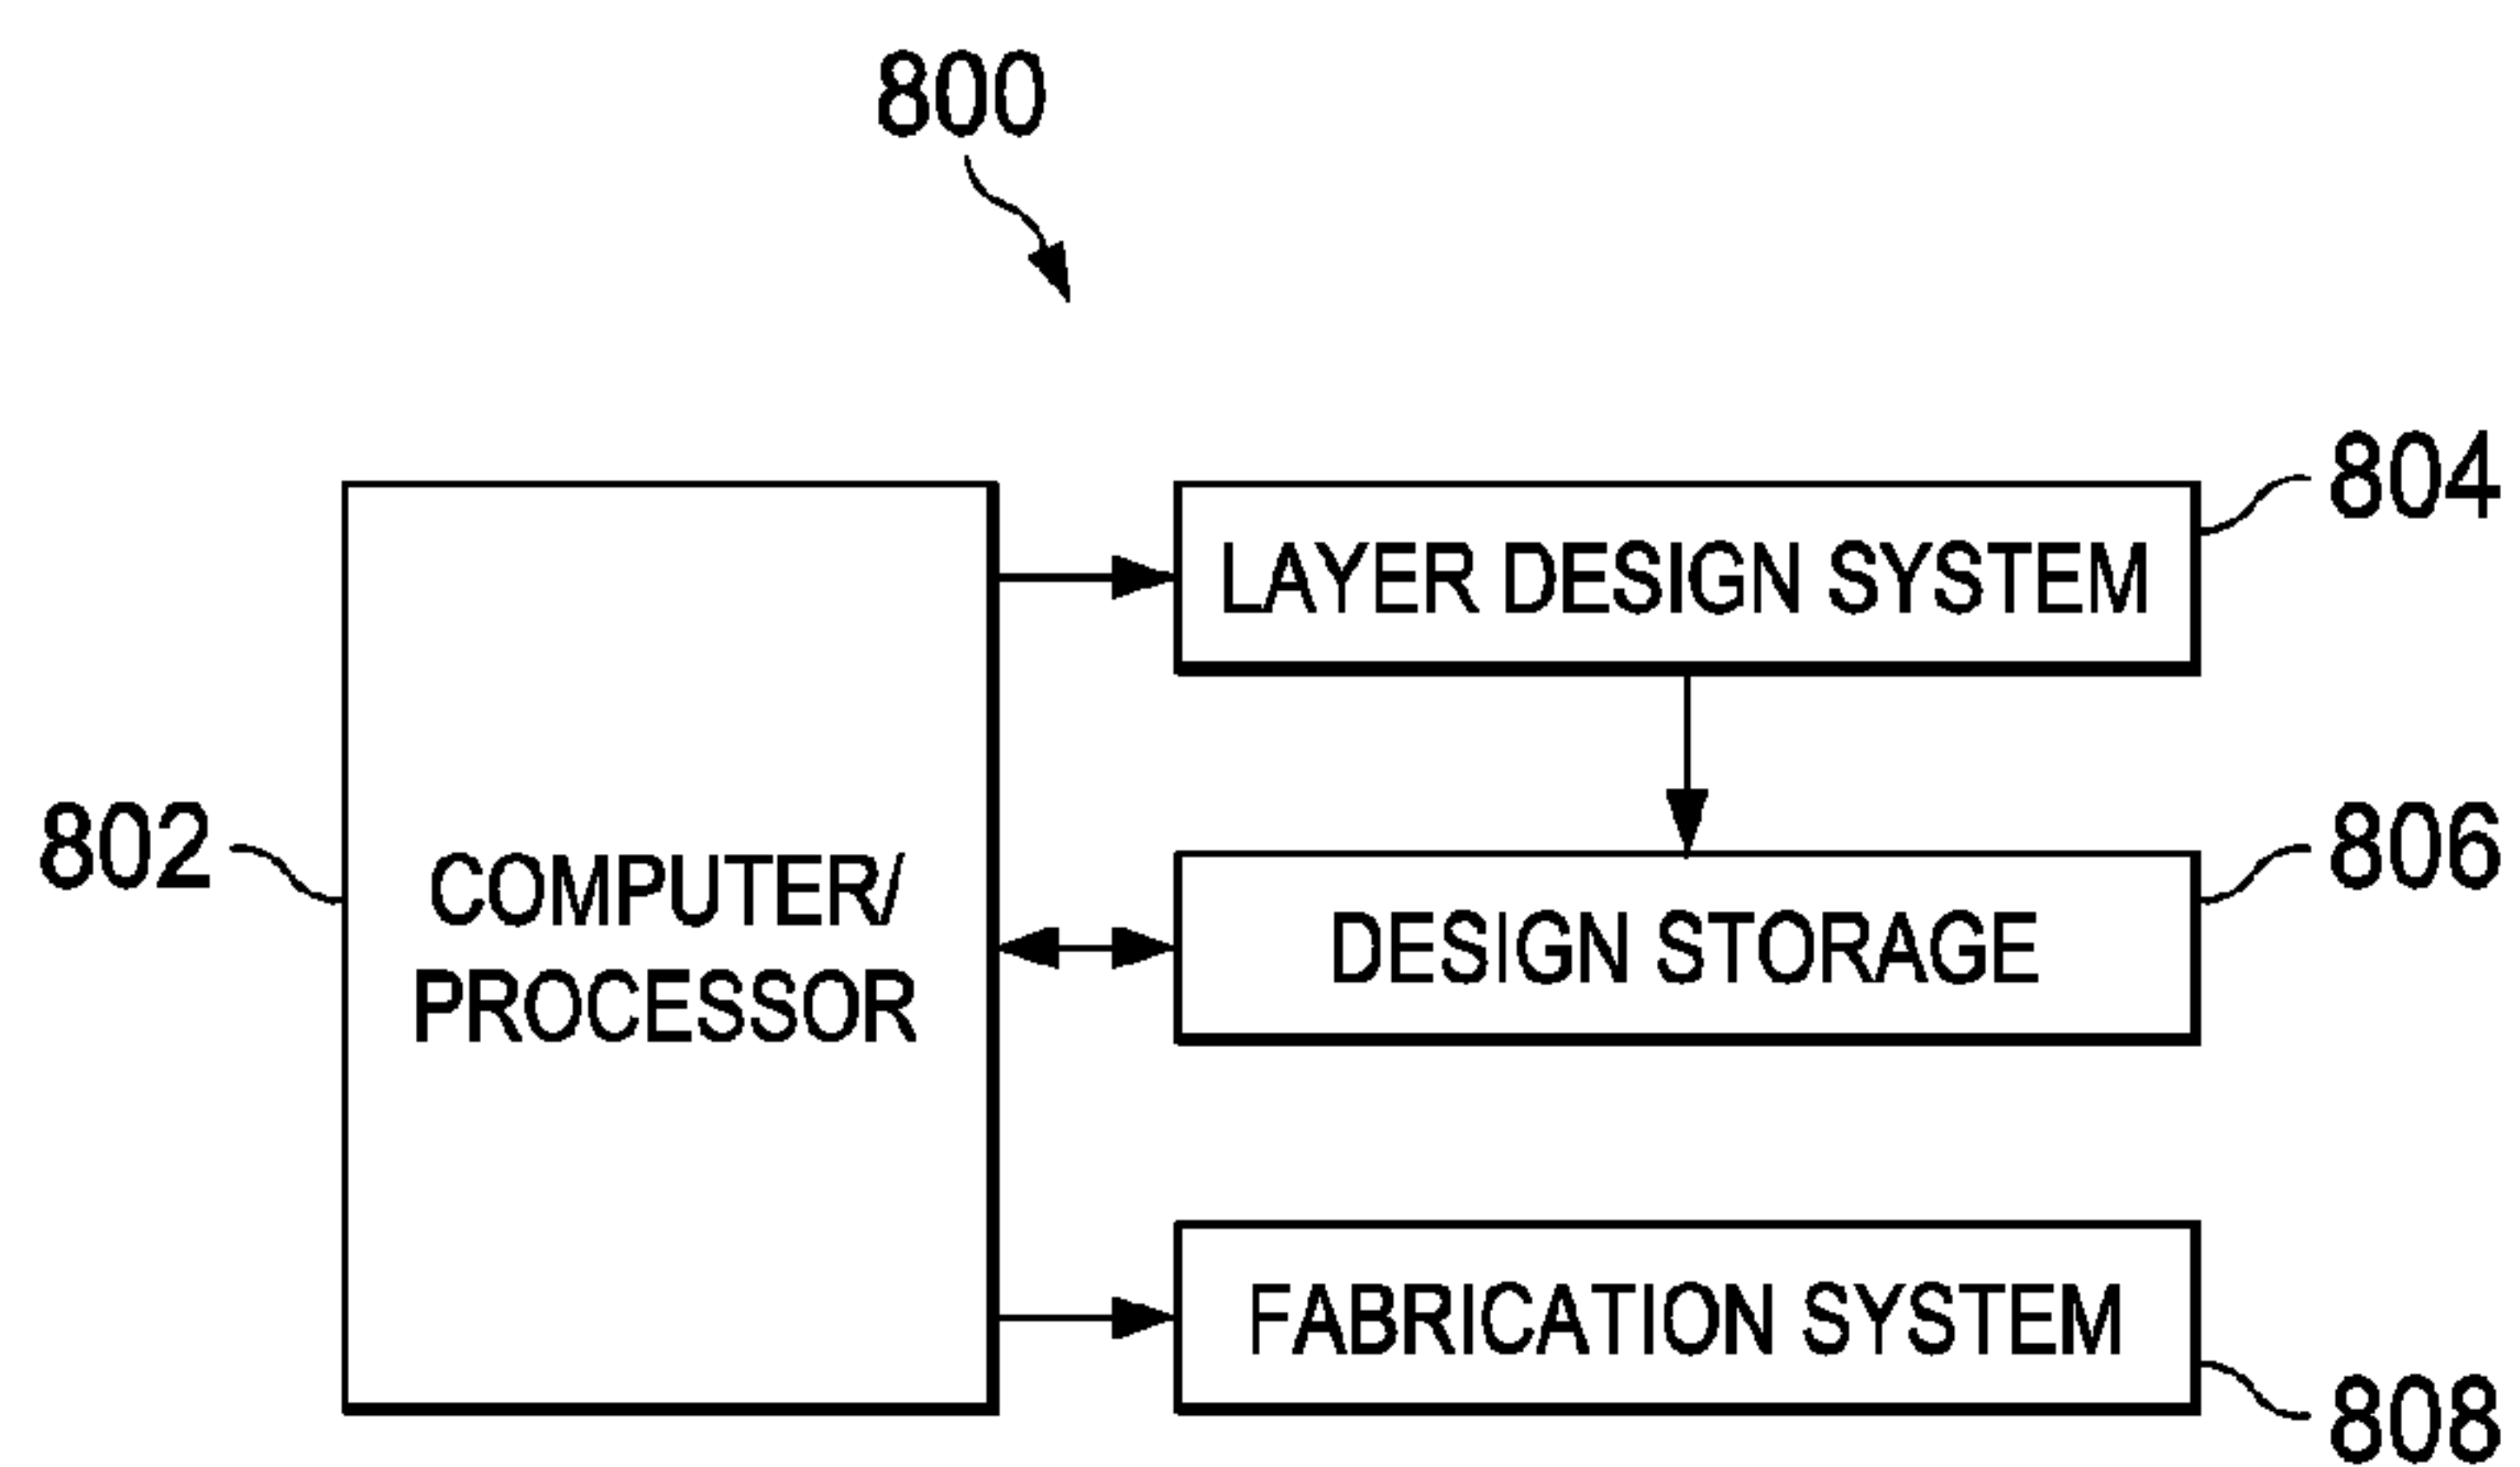 800
804
LAYER DESIGN SYSTEM
802
COMPUTER/
PROCESSOR
806
DESIGN STORAGE
FABRICATION SYSTEM
808